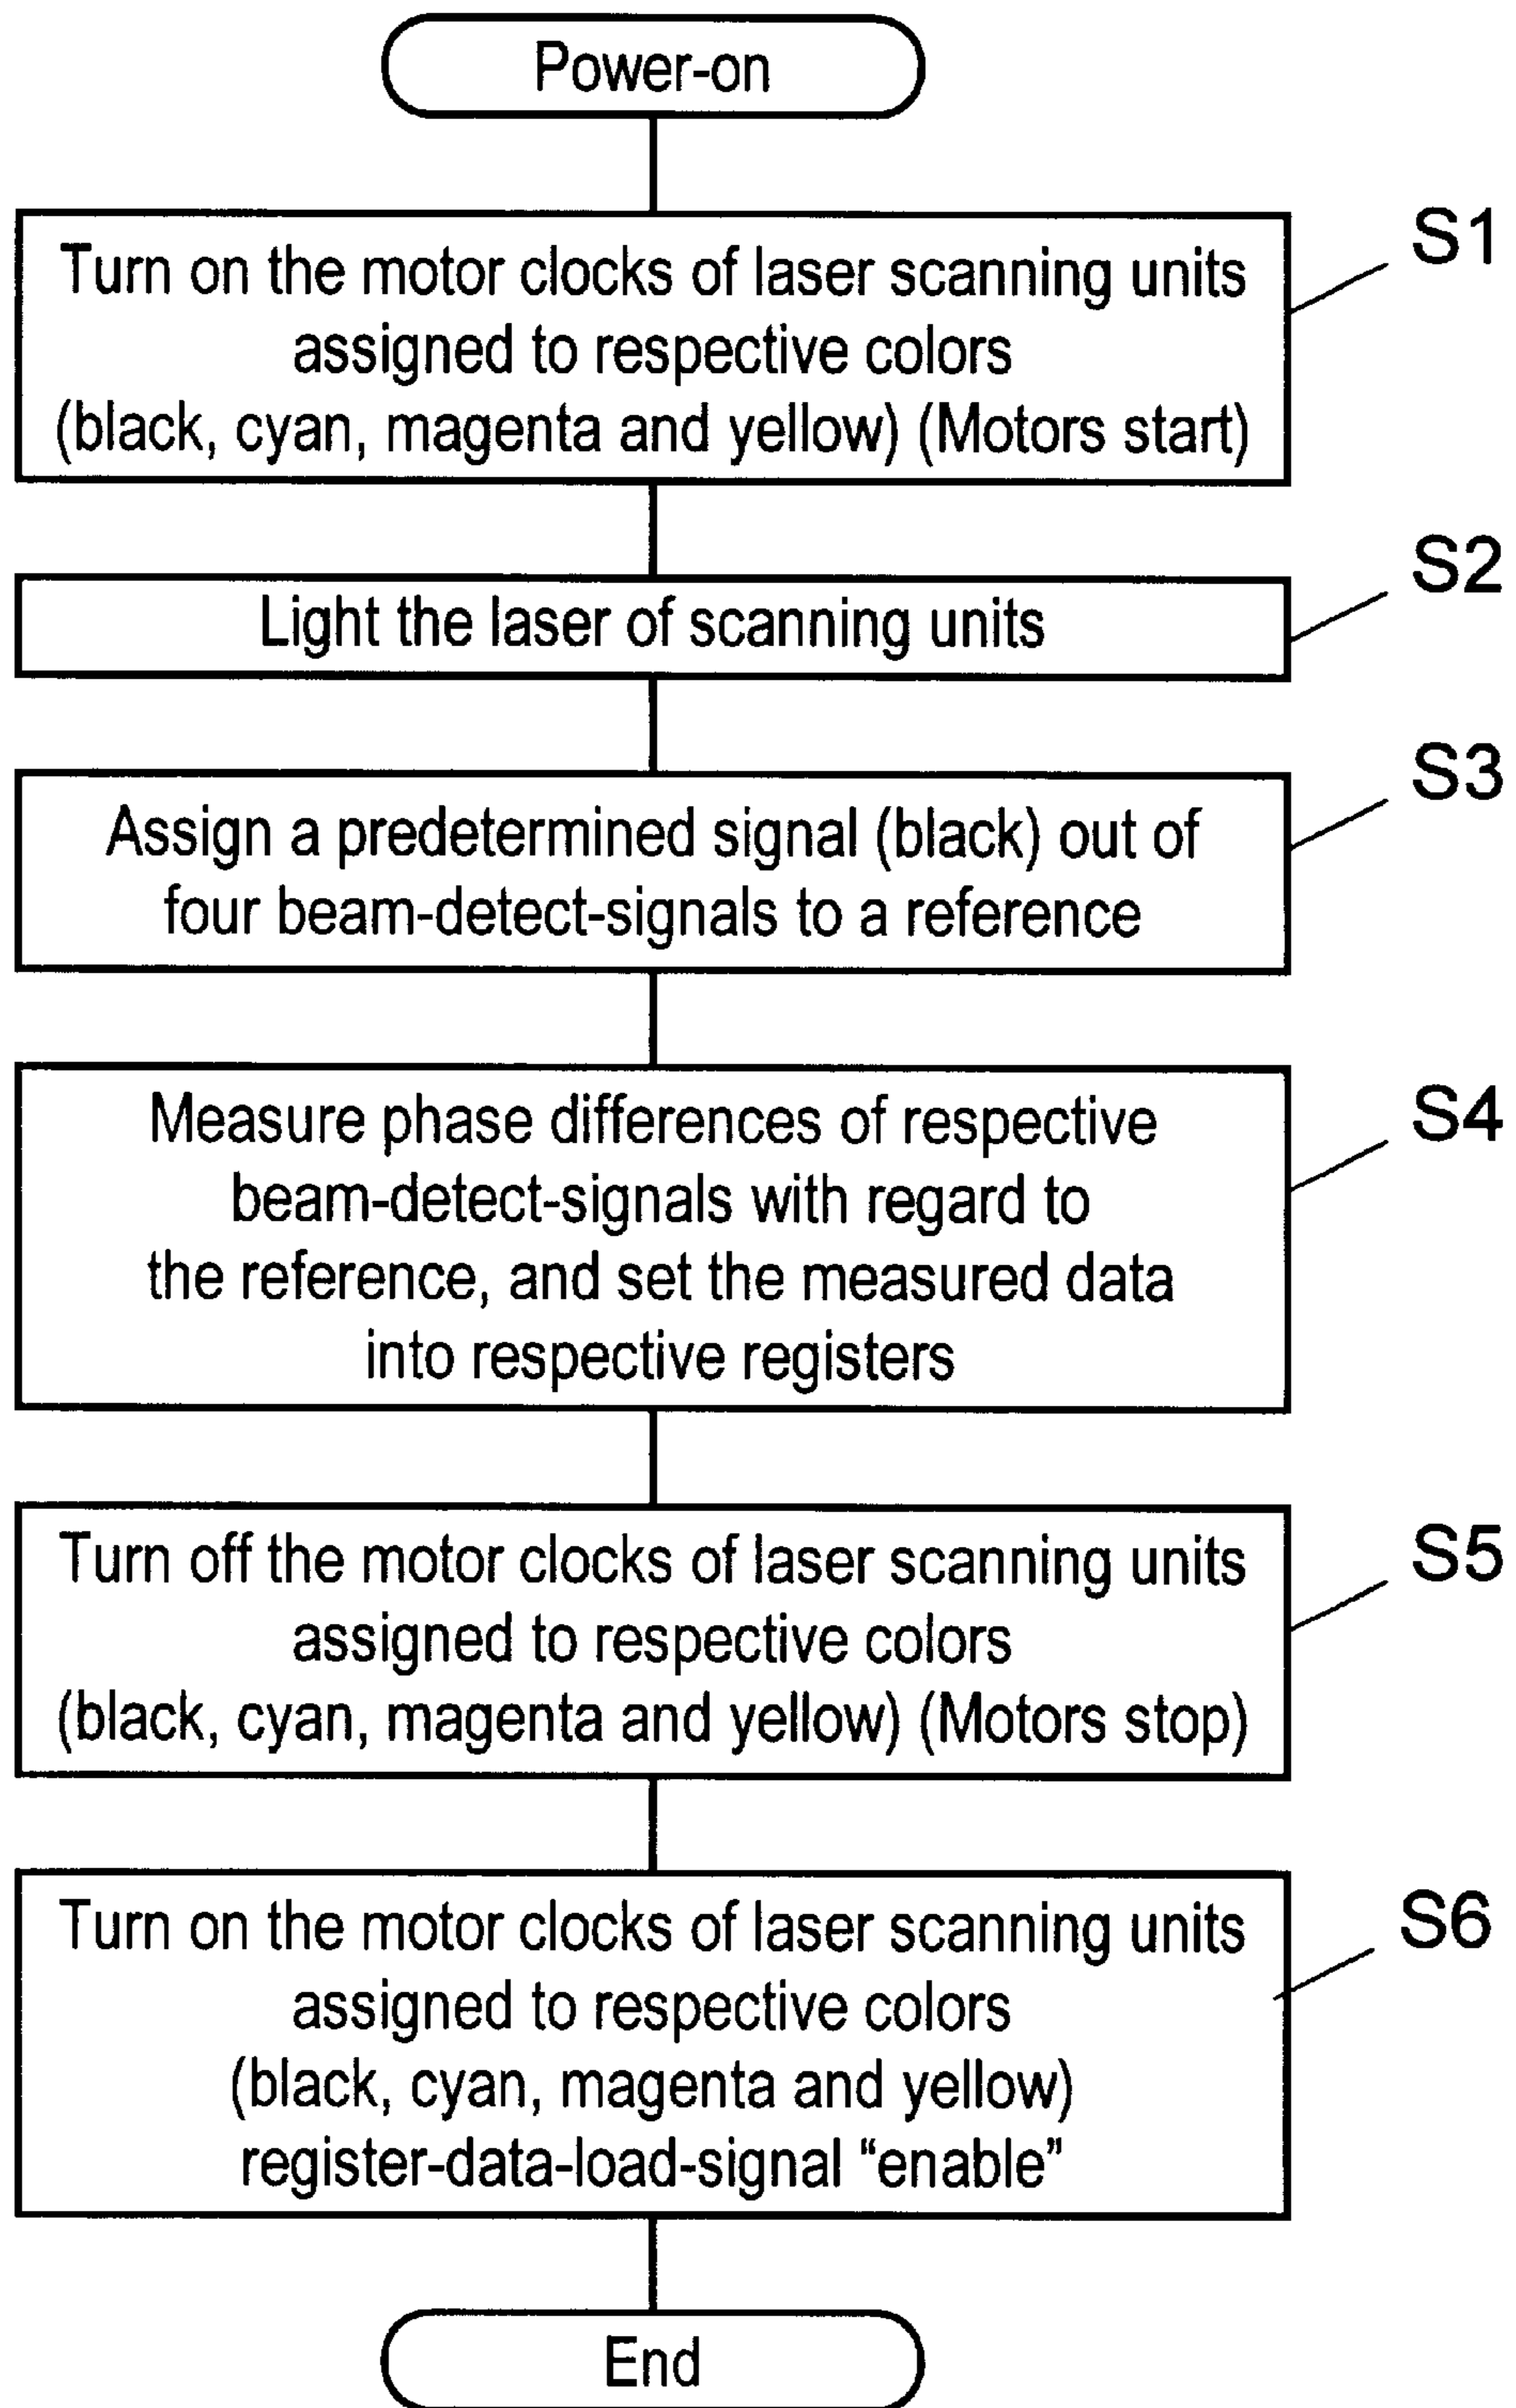 Power-on
Turn on the motor clocks of laser scanning units
assigned to respective colors
(black, cyan, magenta and yellow) (Motors start)
S1
Light the laser of scanning units
S2
Assign a predetermined signal (black) out of
four beam-detect-signals to a reference
S3
Measure phase differences of respective
beam-detect-signals with regard to
the reference, and set the measured data
into respective registers
S4
Turn off the motor clocks of laser scanning units
assigned to respective colors
(black, cyan, magenta and yellow) (Motors stop)
S5
Turn on the motor clocks of laser scanning units
assigned to respective colors
(black, cyan, magenta and yellow)
register-data-load-signal “enable”
S6
End